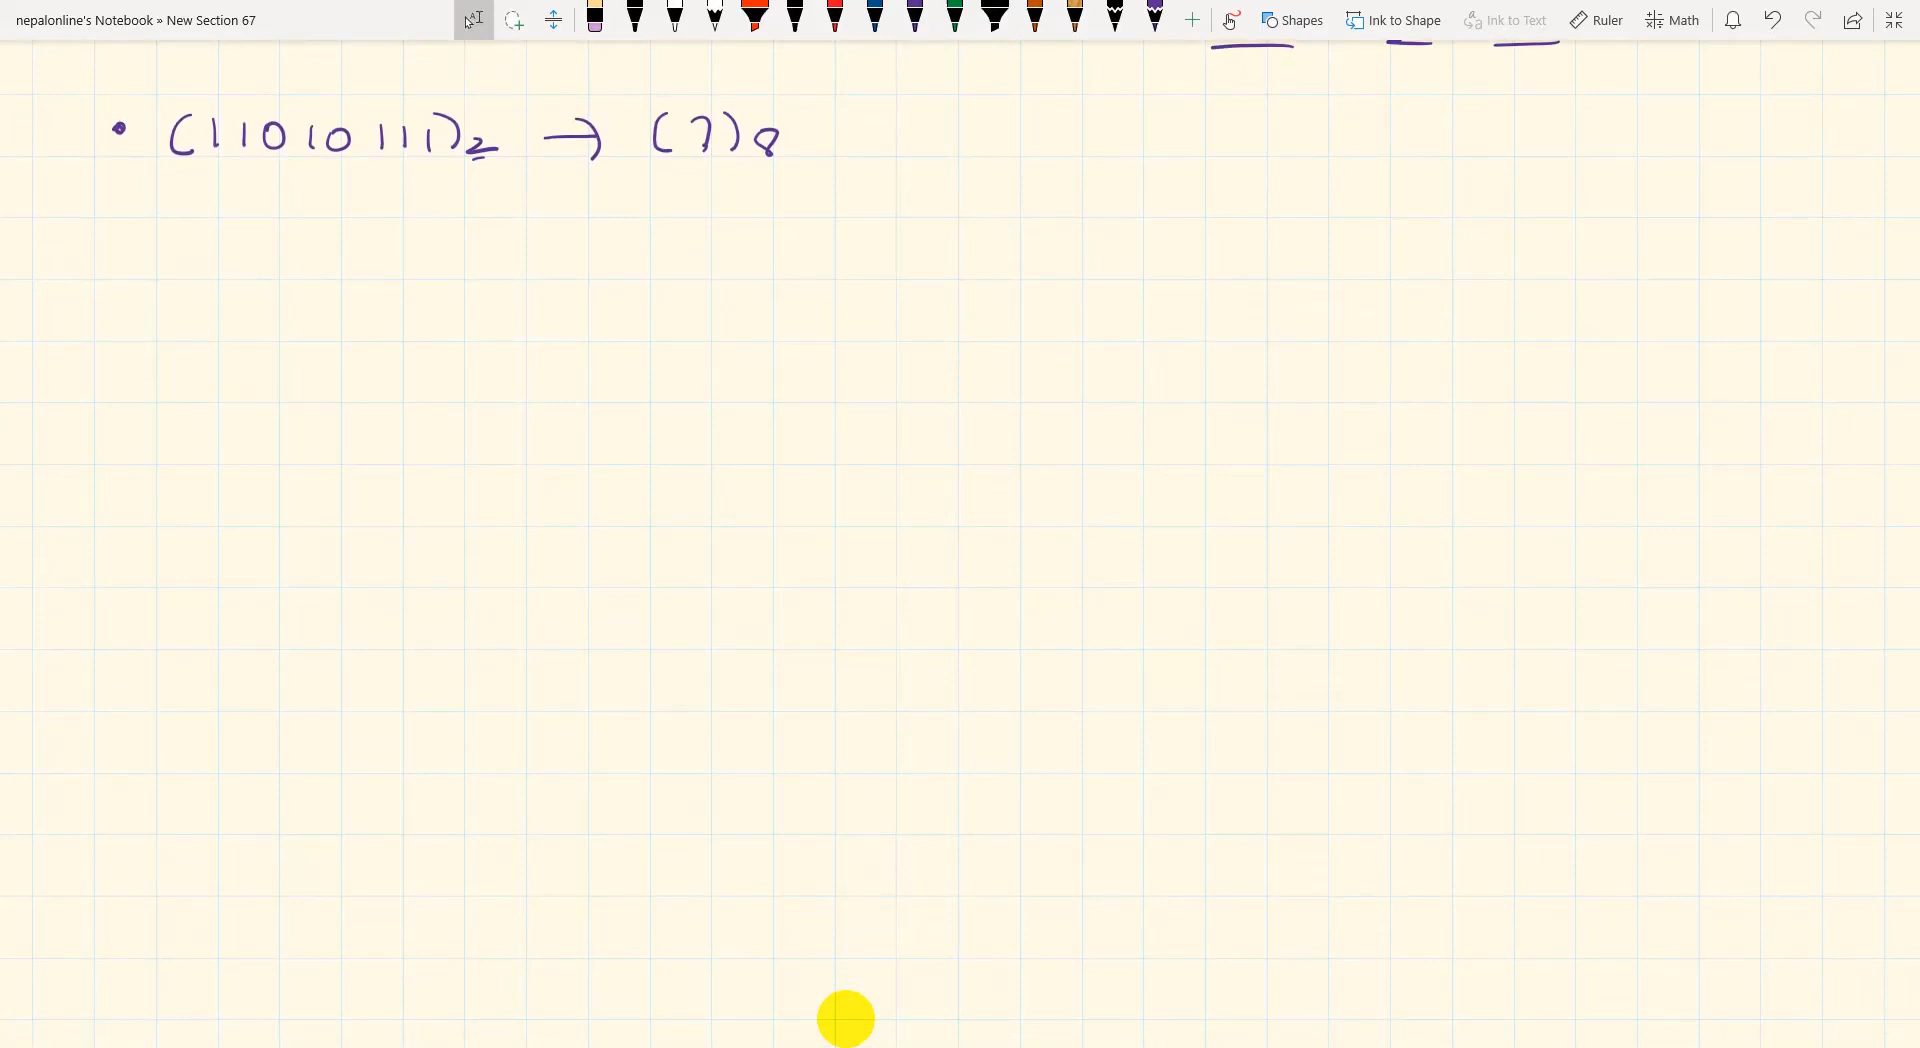 nepalonline's Notebook » New Section 67
Shapes
Ink to Shape
Ink to Text
Ruler
Math
• (11010111)₂ → (?)₈